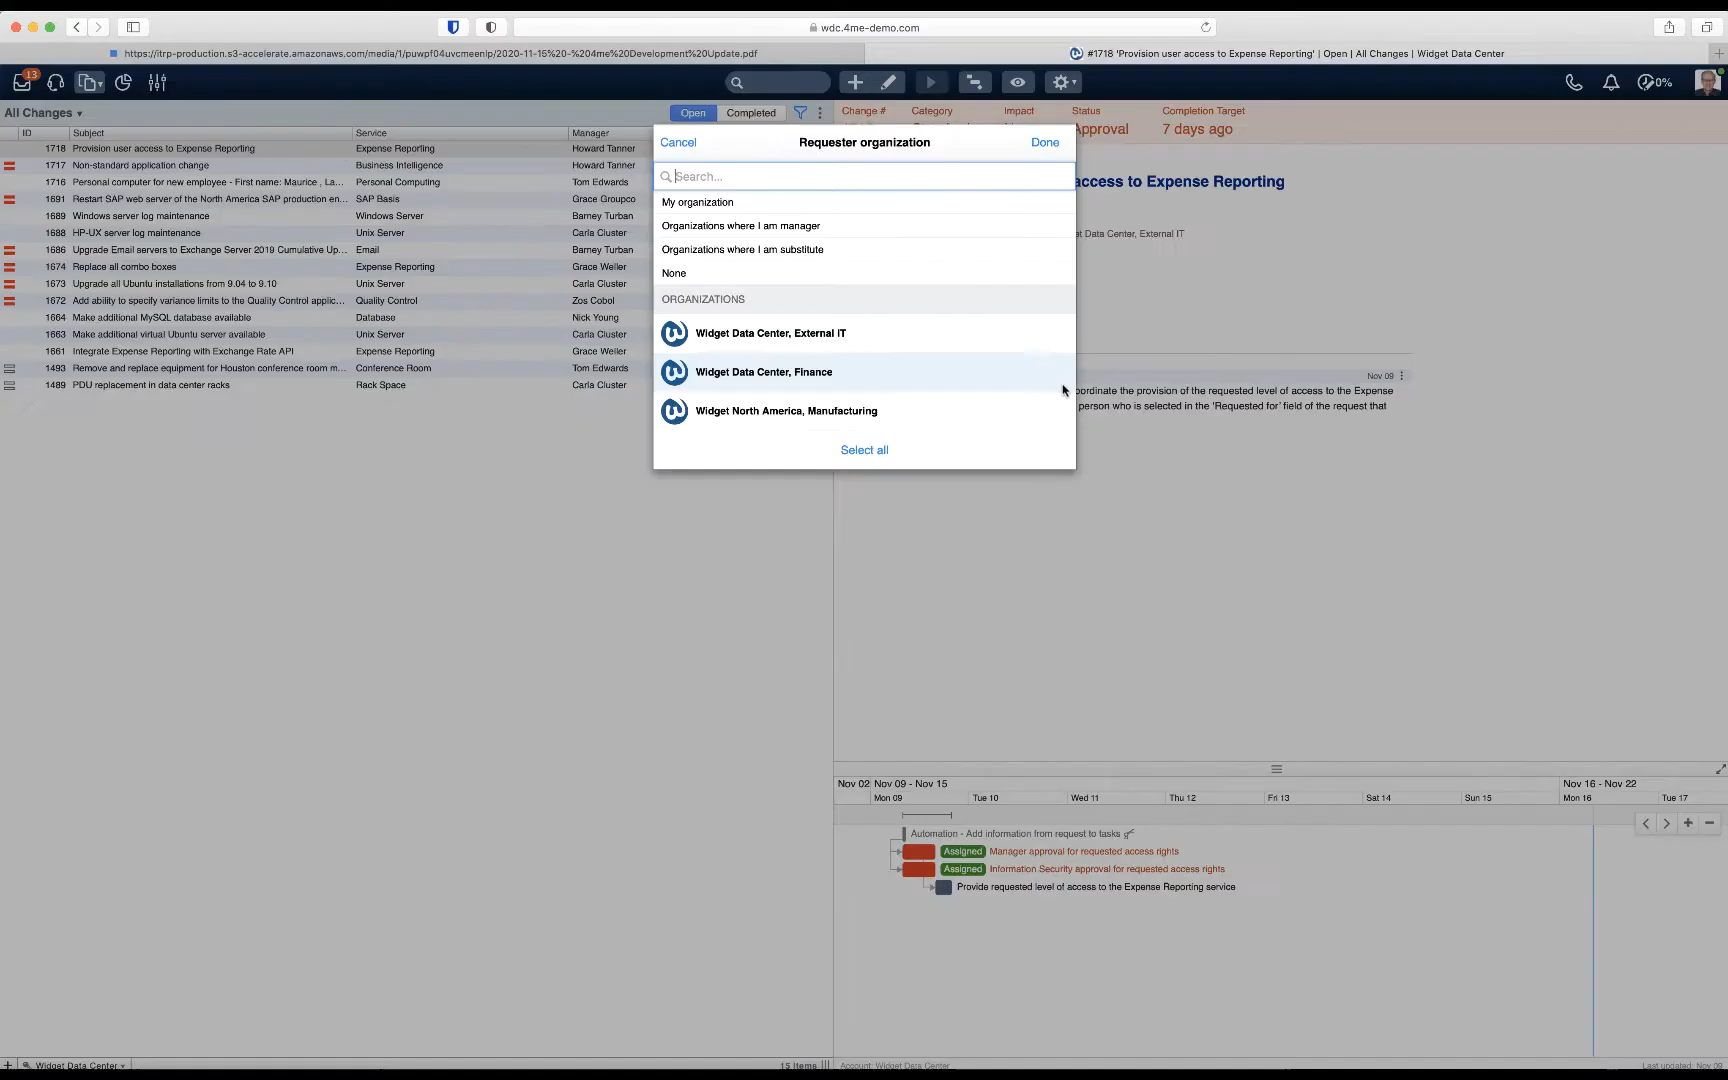 wdc.4me-demo.com
https://itrp-production.s3-accelerate.amazonaws.com/media/1/puwpf04uvcmeenlp/2020-11-15%20-%204me%20Development%20Update.pdf
#1718 'Provision user access to Expense Reporting' | Open | All Changes | Widget Data Center
13
0%
All Changes
Open
Completed
ID Subject Service Manager
1718 Provision user access to Expense Reporting Expense Reporting Howard Tanner
1717 Non-standard application change Business Intelligence Howard Tanner
1716 Personal computer for new employee - First name: Maurice , La... Personal Computing Tom Edwards
1691 Restart SAP web server of the North America SAP production en... SAP Basis Grace Groupco
1689 Windows server log maintenance Windows Server Barney Turban
1688 HP-UX server log maintenance Unix Server Carla Cluster
1686 Upgrade Email servers to Exchange Server 2019 Cumulative Up... Email Barney Turban
1674 Replace all combo boxes Expense Reporting Grace Weller
1673 Upgrade all Ubuntu installations from 9.04 to 9.10 Unix Server Carla Cluster
1672 Add ability to specify variance limits to the Quality Control applic... Quality Control Zos Cobol
1664 Make additional MySQL database available Database Nick Young
1663 Make additional virtual Ubuntu server available Unix Server Carla Cluster
1661 Integrate Expense Reporting with Exchange Rate API Expense Reporting Grace Weller
1493 Remove and replace equipment for Houston conference room m... Conference Room Tom Edwards
1489 PDU replacement in data center racks Rack Space Carla Cluster
Cancel
Requester organization
Done
Search...
My organization
Organizations where I am manager
Organizations where I am substitute
None
ORGANIZATIONS
Widget Data Center, External IT
Widget Data Center, Finance
Widget North America, Manufacturing
Select all
Change # Category Impact Status Completion Target
Approval 7 days ago
access to Expense Reporting
et Data Center, External IT
Nov 09
oordinate the provision of the requested level of access to the Expense
person who is selected in the 'Requested for' field of the request that
Nov 02 Nov 09 - Nov 15 Nov 16 - Nov 22
Mon 09 Tue 10 Wed 11 Thu 12 Fri 13 Sat 14 Sun 15 Mon 16 Tue 17
Automation - Add information from request to tasks
Assigned Manager approval for requested access rights
Assigned Information Security approval for requested access rights
Provide requested level of access to the Expense Reporting service
Widget Data Center
15 items
Account: Widget Data Center
Last updated: Nov 09